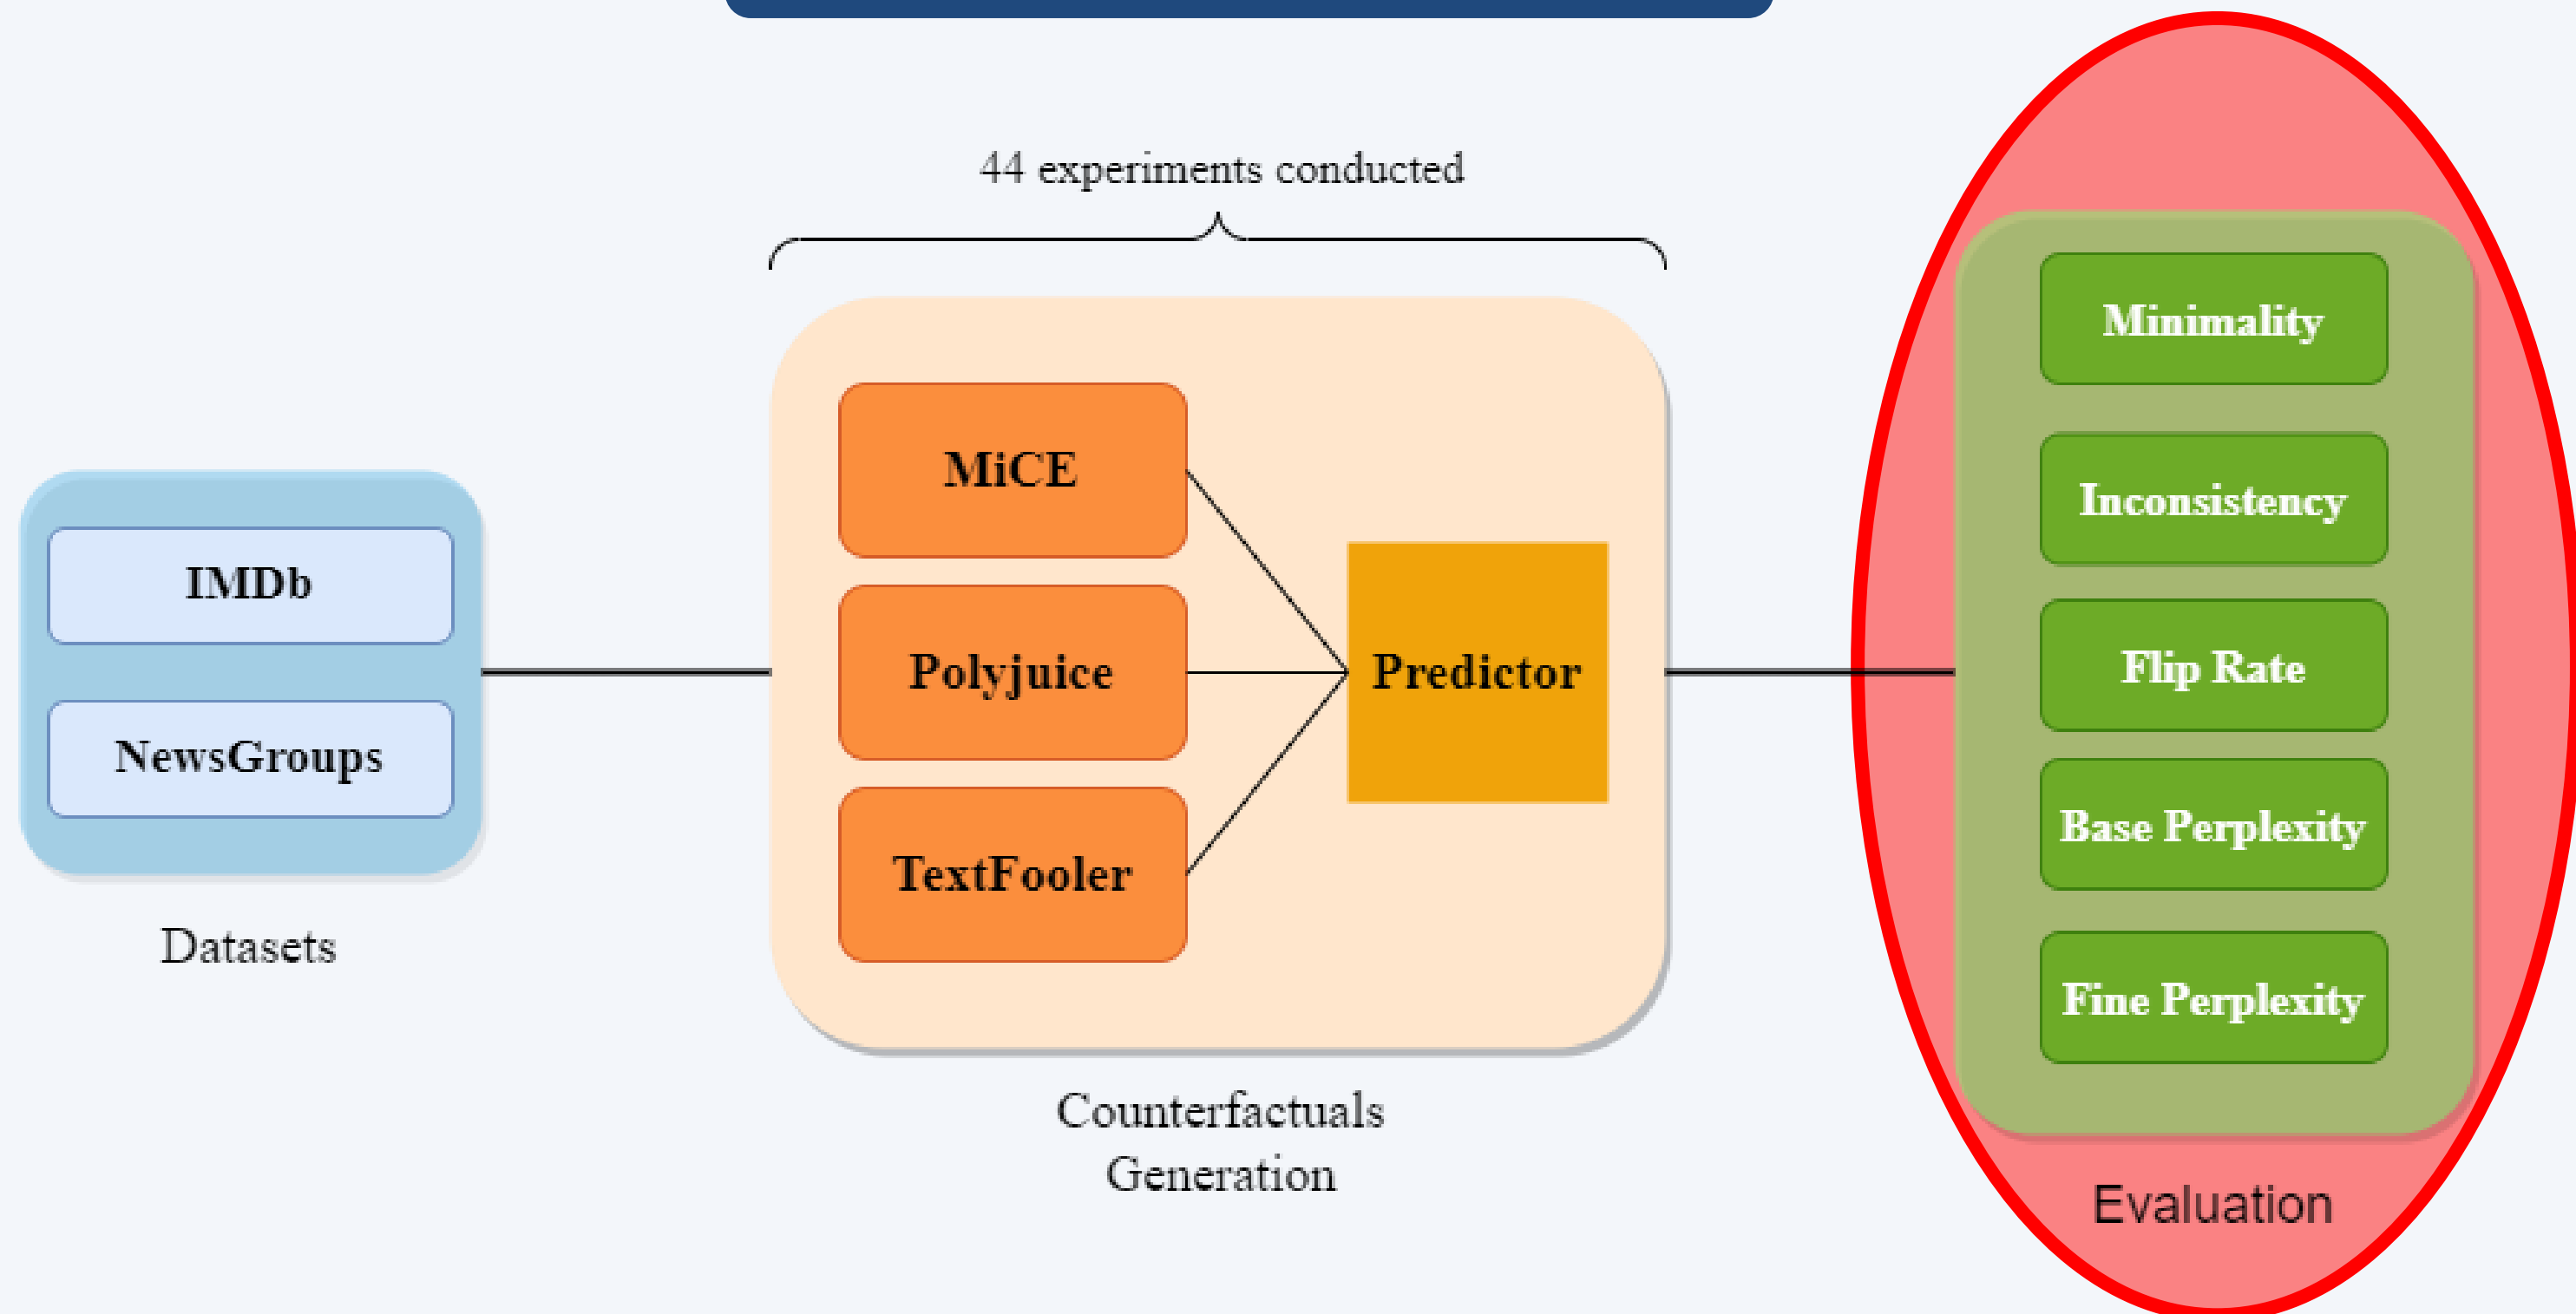 44 experiments conducted
IMDb
NewsGroups
Datasets
MiCE
Polyjuice
TextFooler
Predictor
Counterfactuals
Generation
Minimality
Inconsistency
Flip Rate
Base Perplexity
Fine Perplexity
Evaluation